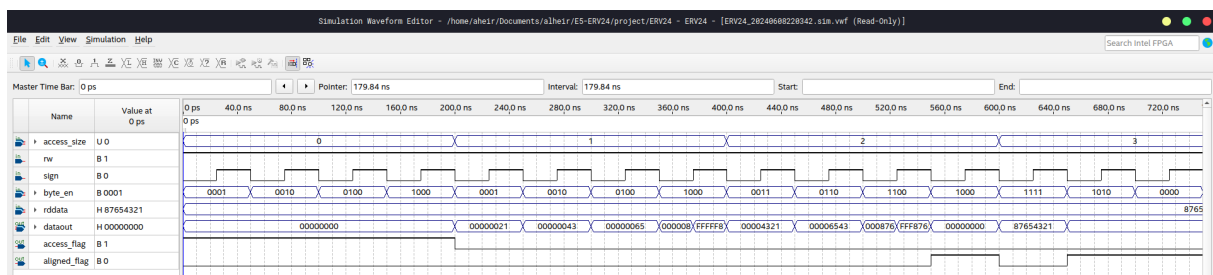 Simulation Waveform Editor - /home/aheir/Documents/alheir/E5-ERV24/project/ERV24 - ERV24 - [ERV24_20240608220342.sim.vwf (Read-Only)]
File Edit View Simulation Help
Search Intel FPGA
Master Time Bar: 0 ps Pointer: 179.84 ns Interval: 179.84 ns Start: End:
Name Value at 0 ps 0 ps 40.0 ns 80.0 ns 120.0 ns 160.0 ns 200.0 ns 240.0 ns 280.0 ns 320.0 ns 360.0 ns 400.0 ns 440.0 ns 480.0 ns 520.0 ns 560.0 ns 600.0 ns 640.0 ns 680.0 ns 720.0 ns
0 ps
access_size U 0 0 1 2 3
rw B 1
sign B 0
byte_en B 0001 0001 0010 0100 1000 0001 0010 0100 1000 0011 0110 1100 1000 1111 1010 0000
rddata H 87654321 8765
dataout H 00000000 00000000 00000021 00000043 00000065 000008 FFFFF8 00004321 00006543 000876 FFF876 00000000 87654321
access_flag B 1
aligned_flag B 0